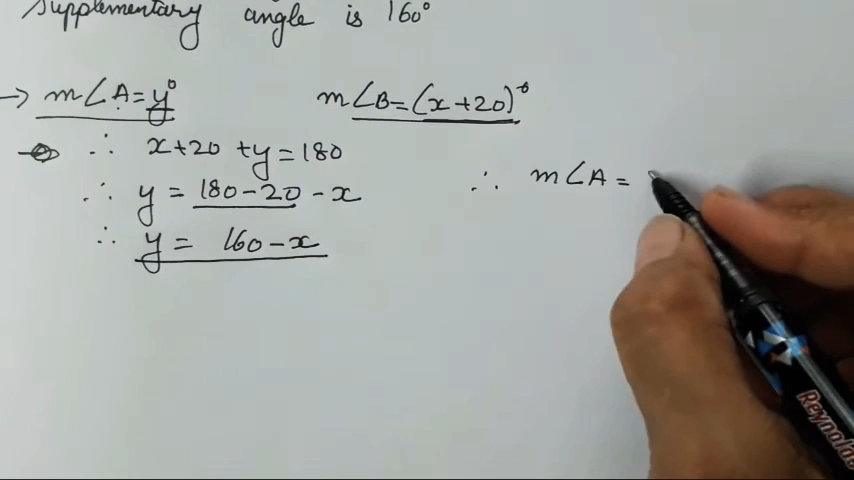 Supplementary angle is 160°
→ m∠A = y° m∠B = (x+20)°
∴ x+20 +y = 180
∴ y = 180-20 - x
∴ y = 160-x
∴ m∠A =
Reynolds